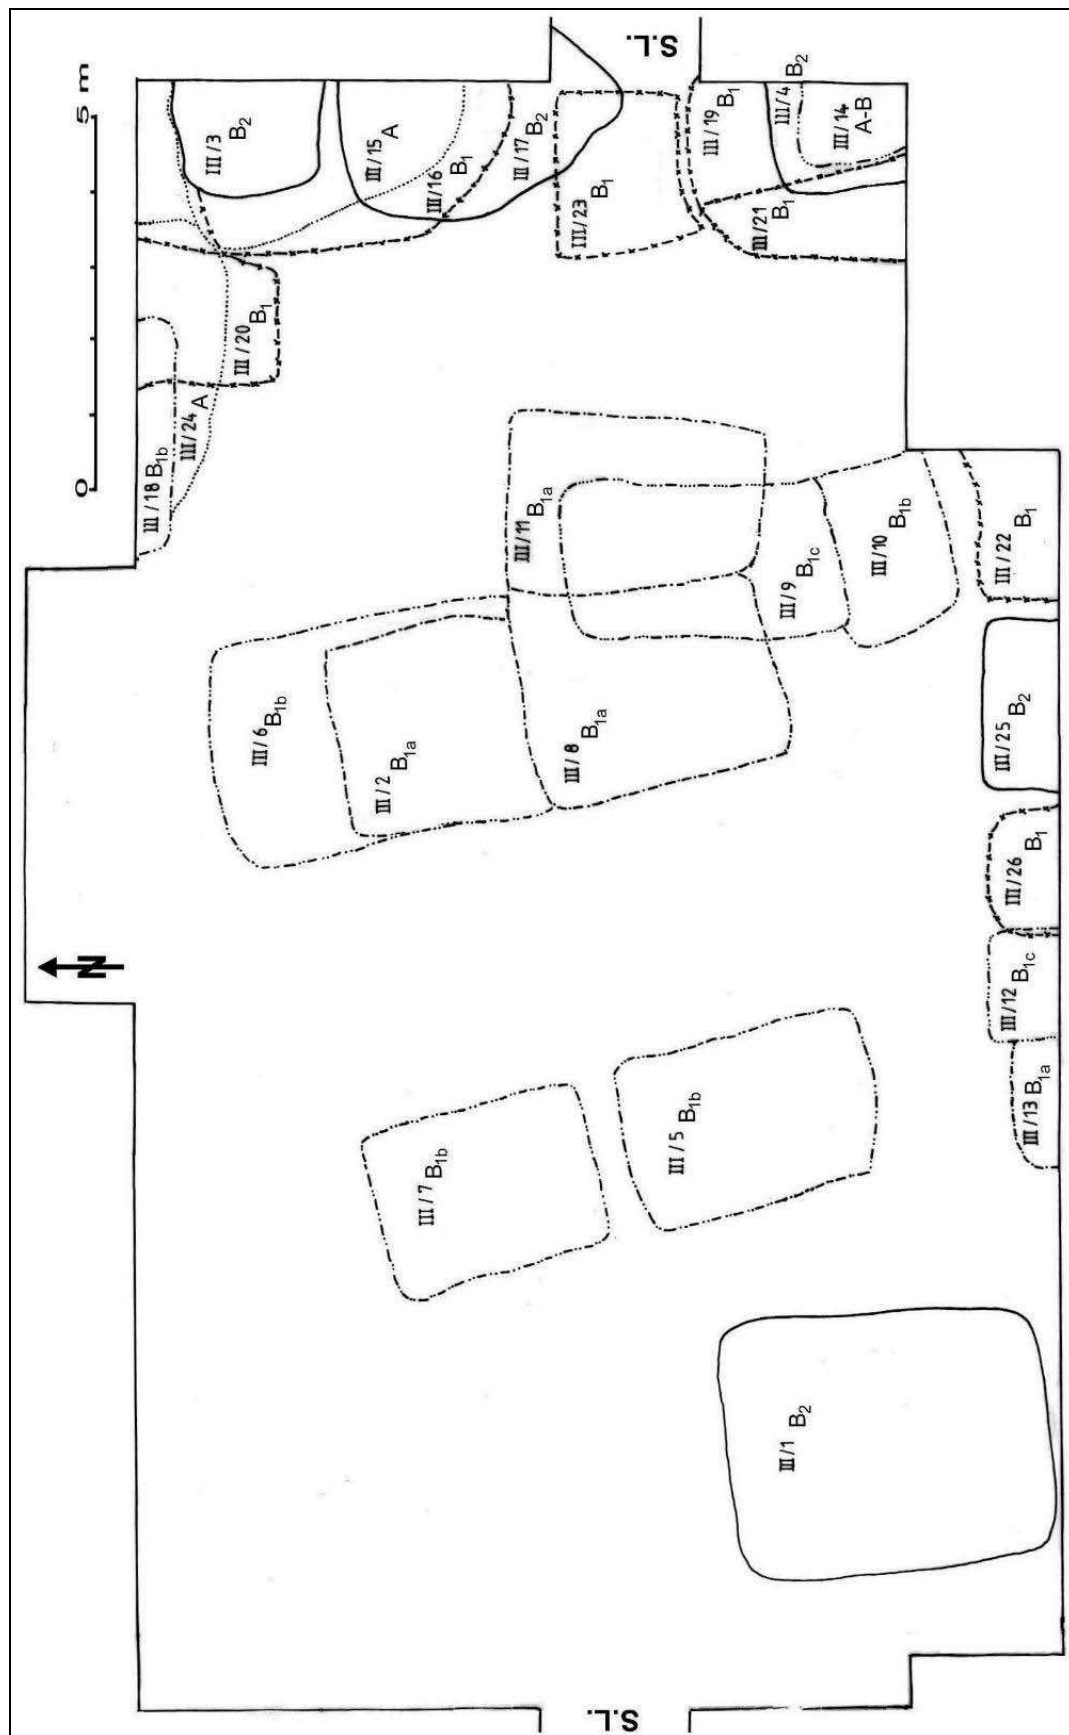 5 m
0
S.L.
III/3 B2
III/15 A
III/16 B1
III/17 B2
III/23 B1
III/19 B1
III/4 B2
III/14 A-B
III/21 B1
III/20 B1
III/24 A
III/18 B1b
III/11 B1a
III/9 B1c
III/10 B1b
III/22 B1
III/6 B1b
III/2 B1a
III/8 B1a
III/25 B2
III/26 B1
III/12 B1c
III/13 B1a
N
III/7 B1b
III/5 B1b
III/1 B2
S.L.